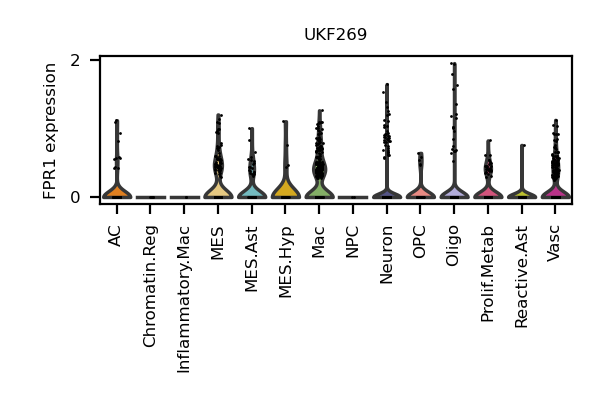 UKF269
FPR1 expression
2
0
AC
Chromatin.Reg
Inflammatory.Mac
MES
MES.Ast
MES.Hyp
Mac
NPC
Neuron
OPC
Oligo
Prolif.Metab
Reactive.Ast
Vasc